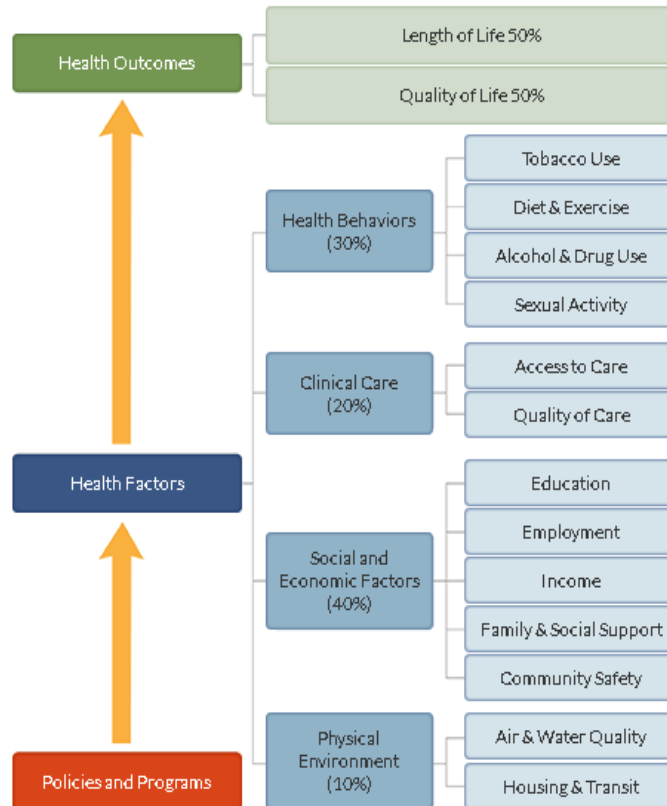 Health Outcomes
Length of Life 50%
Quality of Life 50%
Health Factors
Health Behaviors
(30%)
Tobacco Use
Diet & Exercise
Alcohol & Drug Use
Sexual Activity
Clinical Care
(20%)
Access to Care
Quality of Care
Social and
Economic Factors
(40%)
Education
Employment
Income
Family & Social Support
Community Safety
Physical
Environment
(10%)
Air & Water Quality
Housing & Transit
Policies and Programs